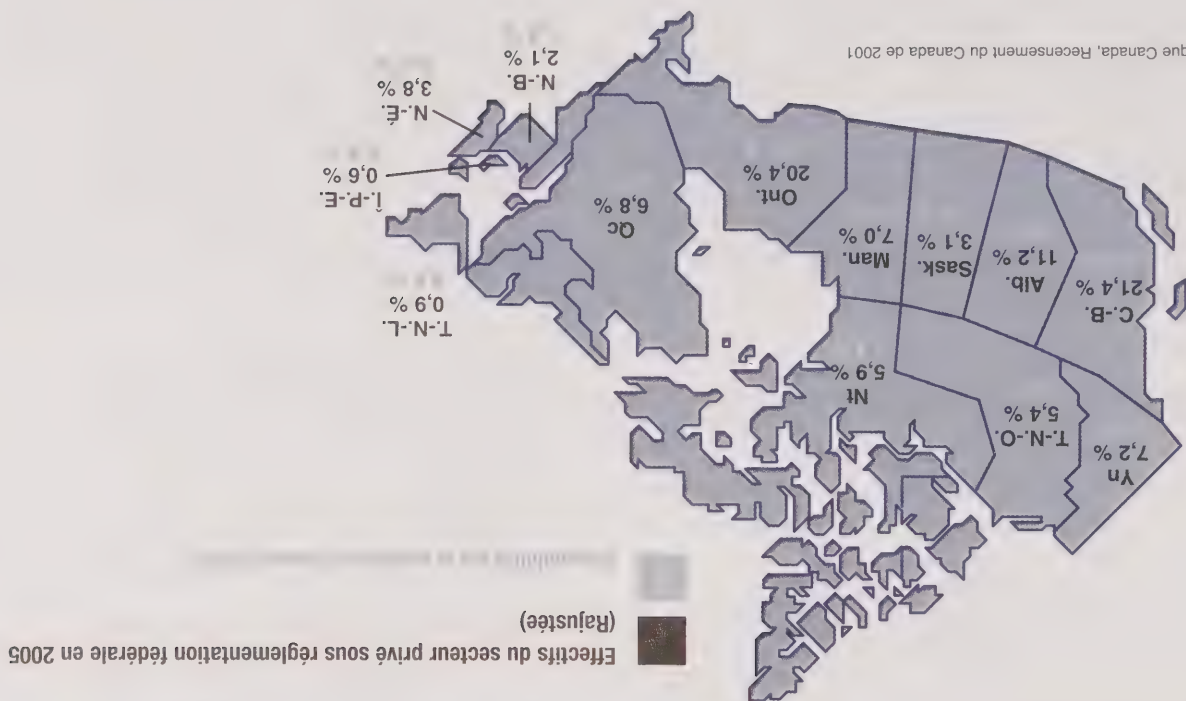 Effectifs du secteur privé sous réglementation fédérale en 2005
(Rajustée)
Yn
7,2 %
T.-N.-O.
5,4 %
Nt
5,9 %
C.-B.
21,4 %
Alb.
11,2 %
Sask.
3,1 %
Man.
7,0 %
Ont.
20,4 %
Qc
6,8 %
T.-N.-L.
0,9 %
Î.-P.-E.
0,6 %
N.-É.
3,8 %
N.-B.
2,1 %
que Canada, Recensement du Canada de 2001